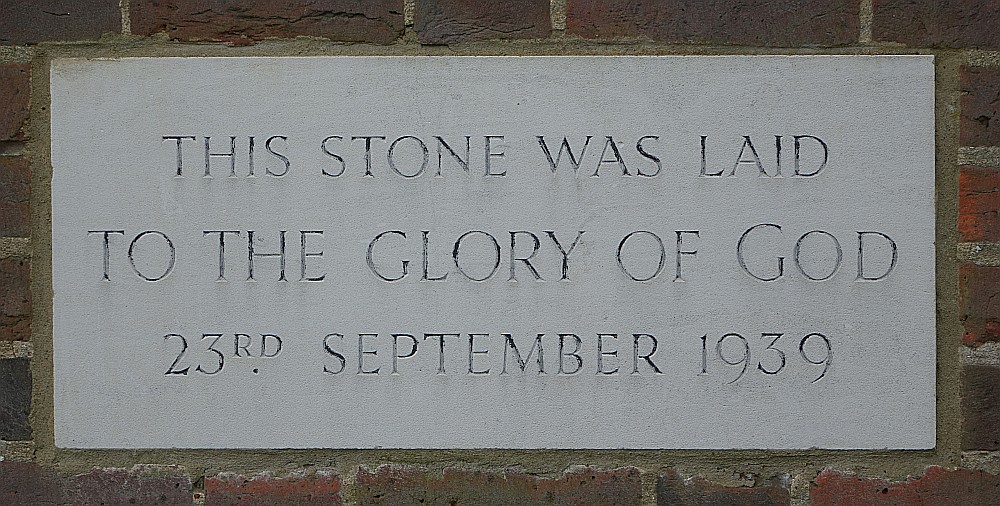 THIS STONE WAS LAID
TO THE GLORY OF GOD
23RD. SEPTEMBER 1939